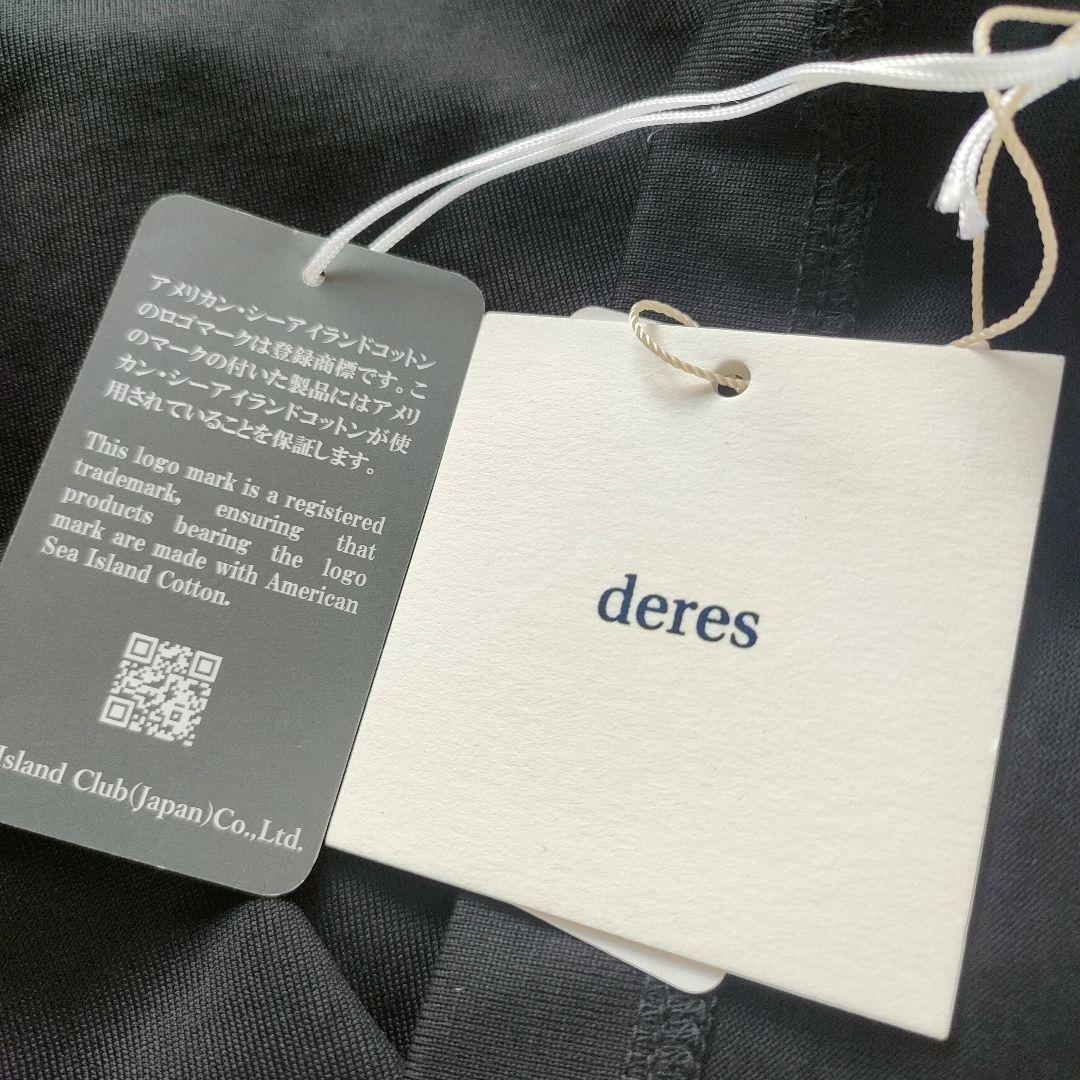 アメリカン・シーアイランドコットン
のロゴマークは登録商標です。こ
のマークの付いた製品にはアメリ
カン・シーアイランドコットンが使
用されていることを保証します。
This logo mark is a registered
trademark, ensuring that
products bearing the logo
mark are made with American
Sea Island Cotton.
Island Club(Japan)Co.,Ltd.
deres